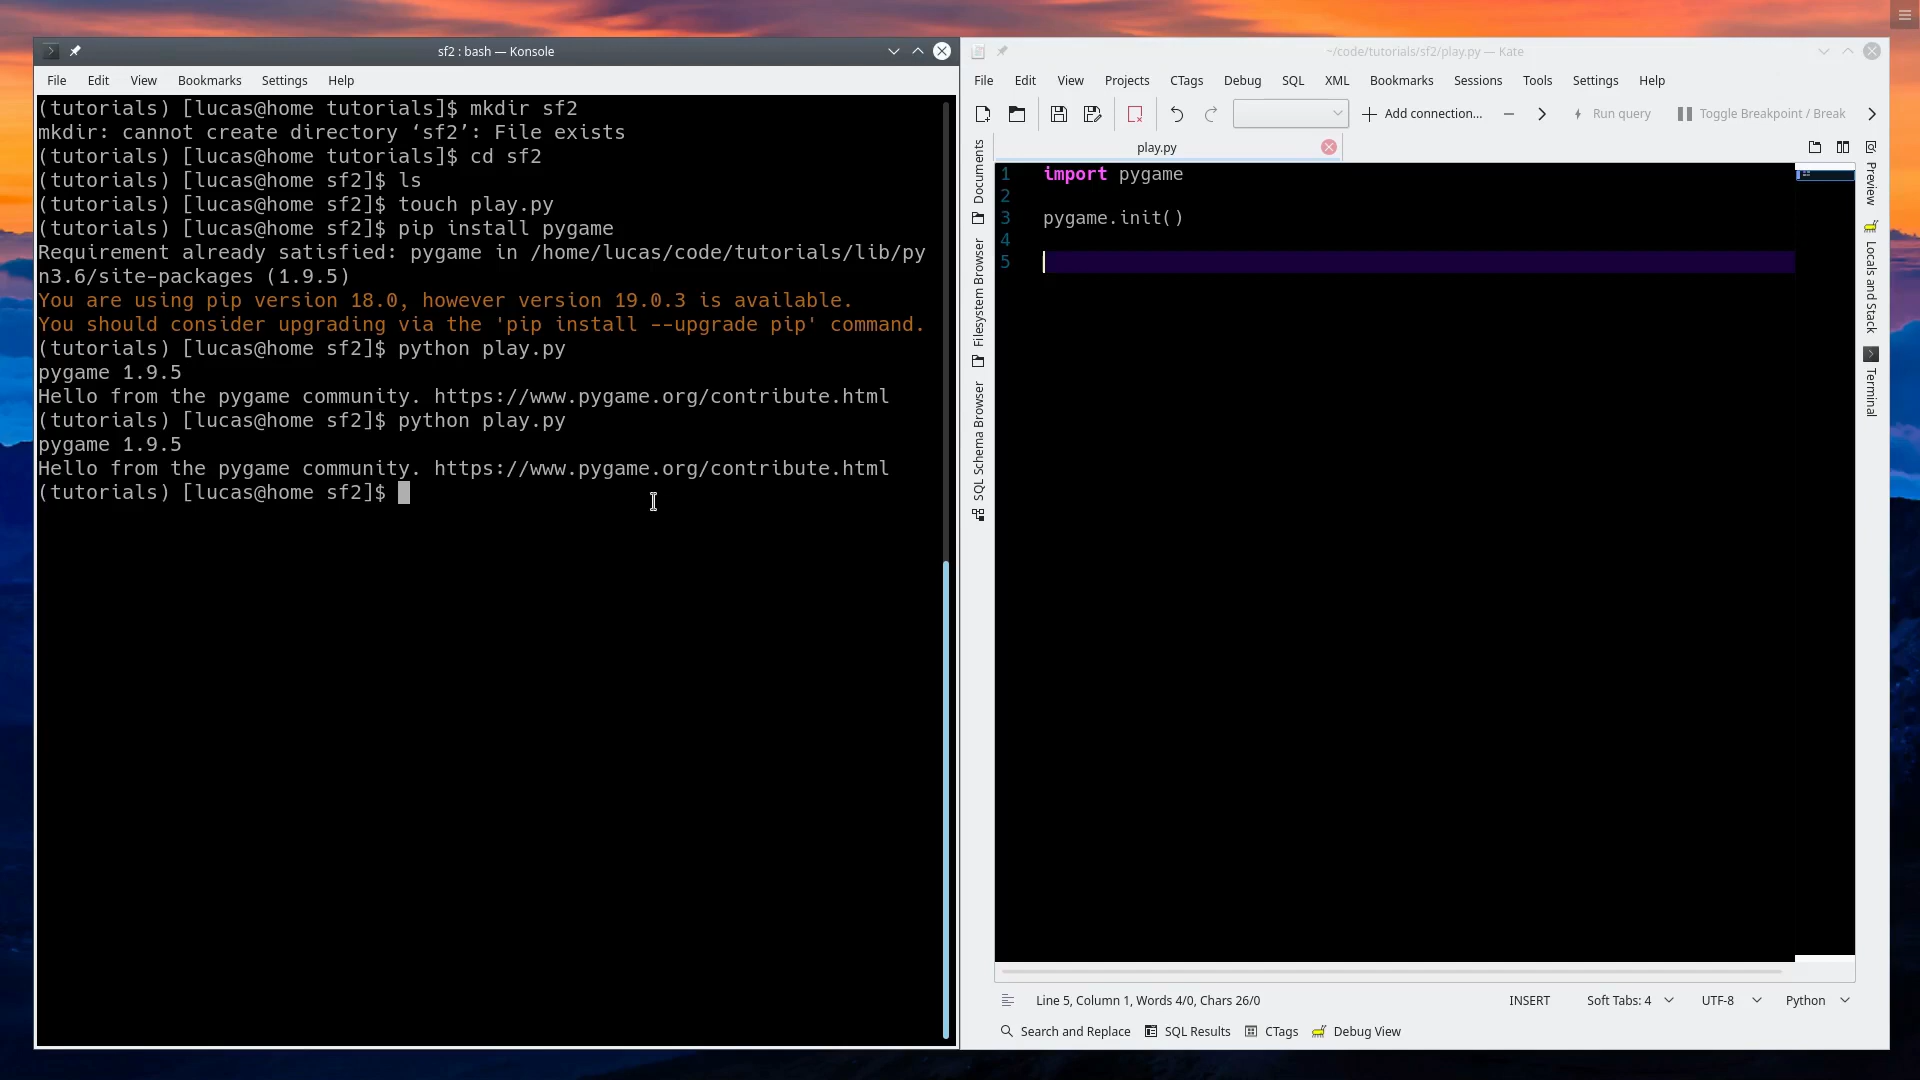 sf2 : bash — Konsole
File Edit View Bookmarks Settings Help
(tutorials) [lucas@home tutorials]$ mkdir sf2
mkdir: cannot create directory ‘sf2’: File exists
(tutorials) [lucas@home tutorials]$ cd sf2
(tutorials) [lucas@home sf2]$ ls
(tutorials) [lucas@home sf2]$ touch play.py
(tutorials) [lucas@home sf2]$ pip install pygame
Requirement already satisfied: pygame in /home/lucas/code/tutorials/lib/py
n3.6/site-packages (1.9.5)
You are using pip version 18.0, however version 19.0.3 is available.
You should consider upgrading via the 'pip install --upgrade pip' command.
(tutorials) [lucas@home sf2]$ python play.py
pygame 1.9.5
Hello from the pygame community. https://www.pygame.org/contribute.html
(tutorials) [lucas@home sf2]$ python play.py
pygame 1.9.5
Hello from the pygame community. https://www.pygame.org/contribute.html
(tutorials) [lucas@home sf2]$
~/code/tutorials/sf2/play.py — Kate
File Edit View Projects CTags Debug SQL XML Bookmarks Sessions Tools Settings Help
Add connection... Run query Toggle Breakpoint / Break
play.py
Documents
Filesystem Browser
SQL Schema Browser
1 import pygame
2
3 pygame.init()
4
5
Preview
Locals and Stack
Terminal
Line 5, Column 1, Words 4/0, Chars 26/0 INSERT Soft Tabs: 4 UTF-8 Python
Search and Replace SQL Results CTags Debug View